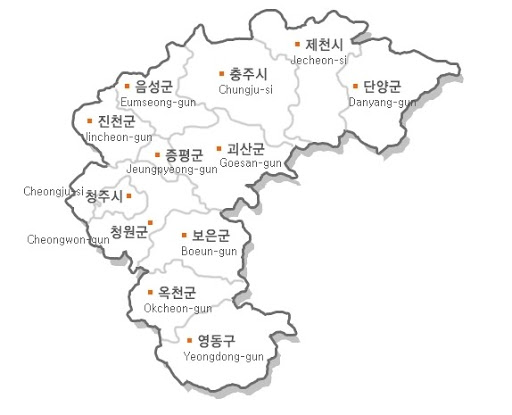 제천시
Jecheon-si
충주시
Chungju-si
단양군
Danyang-gun
음성군
Eumseong-gun
진천군
Jincheon-gun
증평군
Jeungpyeong-gun
괴산군
Goesan-gun
Cheongju-si
청주시
청원군
Cheongwon-gun
보은군
Boeun-gun
옥천군
Okcheon-gun
영동구
Yeongdong-gun